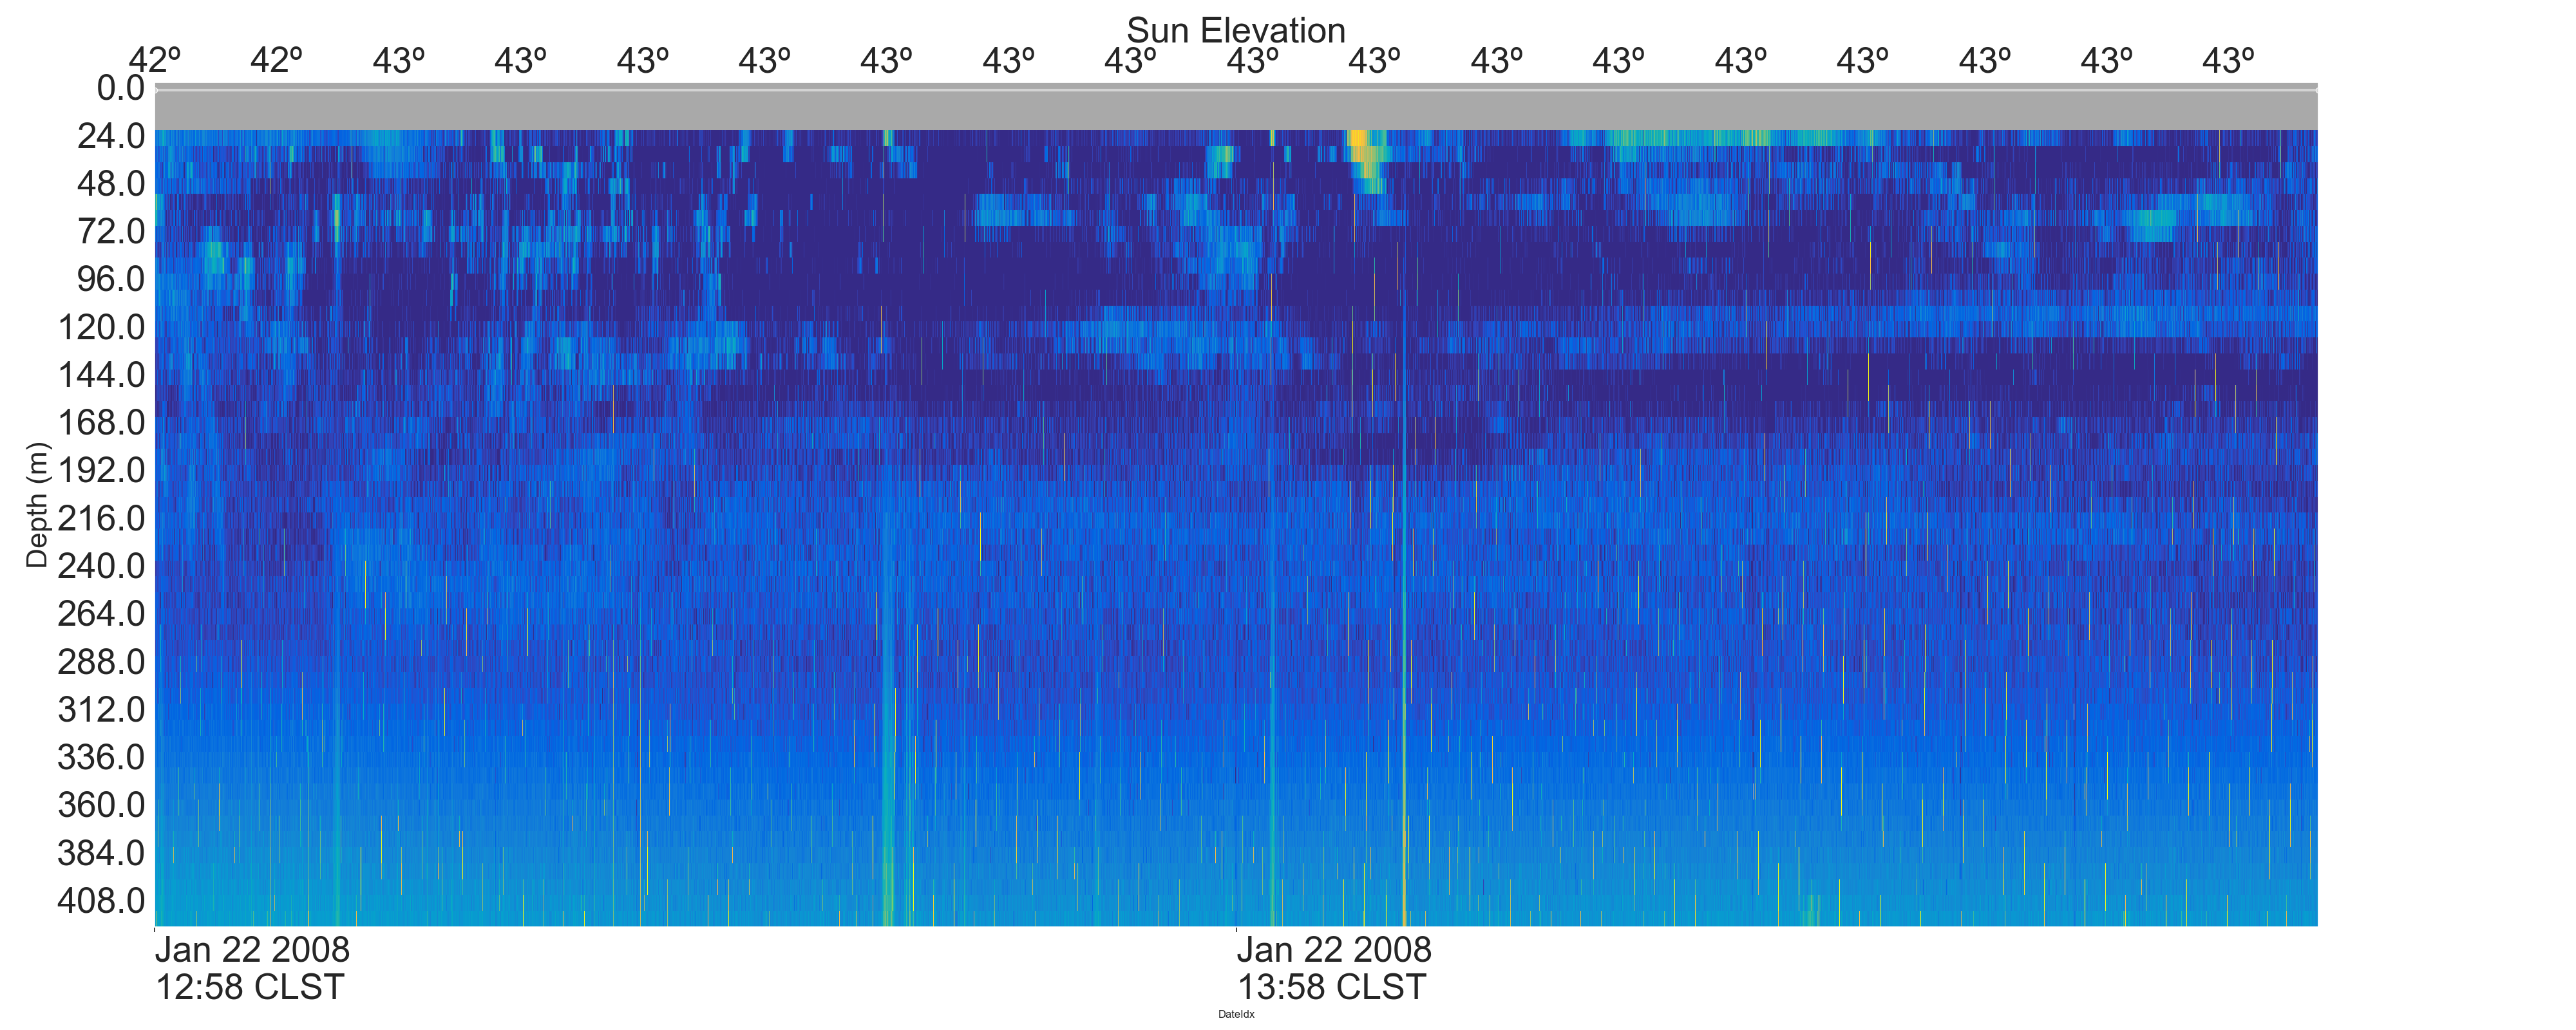 Sun Elevation
42º 42º 43º 43º 43º 43º 43º 43º 43º 43º 43º 43º 43º 43º 43º 43º 43º 43º
0.0
24.0
48.0
72.0
96.0
120.0
144.0
168.0
192.0
216.0
240.0
264.0
288.0
312.0
336.0
360.0
384.0
408.0
Depth (m)
Jan 22 2008
12:58 CLST
Jan 22 2008
13:58 CLST
DateIdx